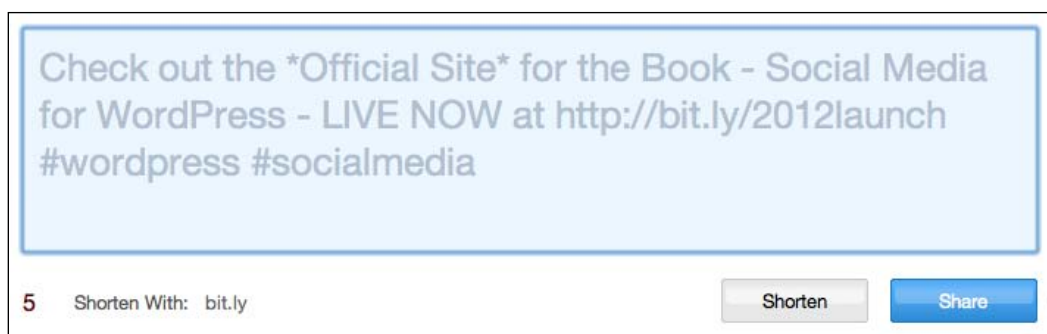 Check out the *Official Site* for the Book - Social Media
for WordPress - LIVE NOW at http://bit.ly/2012launch
#wordpress #socialmedia
5 Shorten With: bit.ly Shorten Share